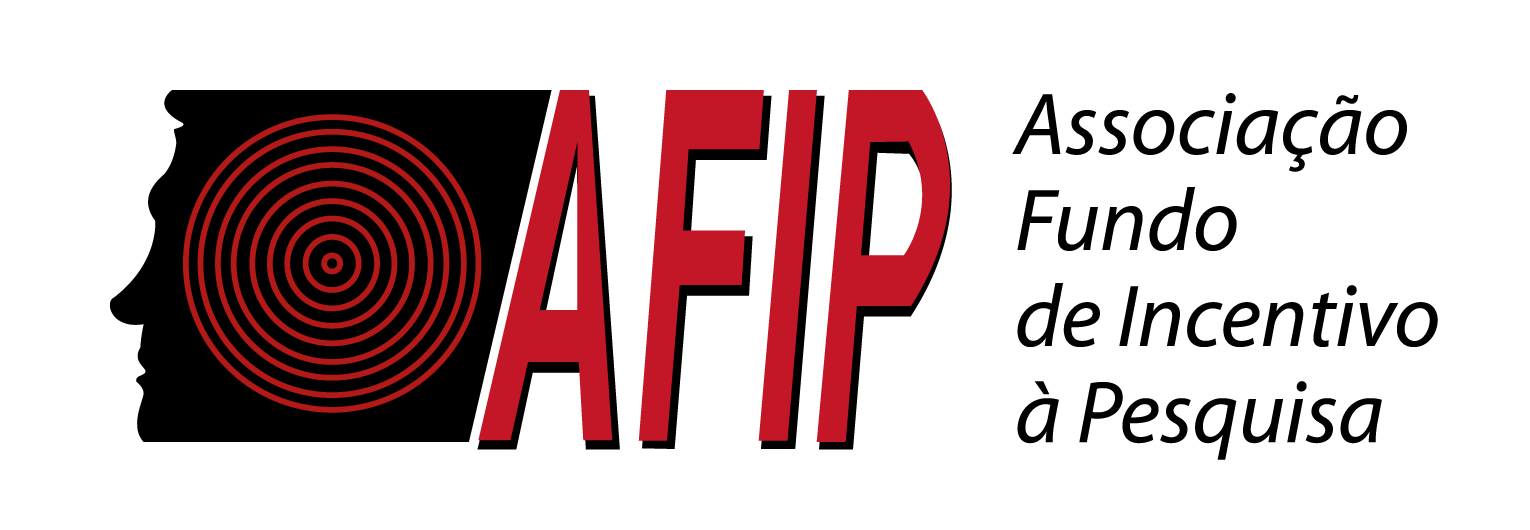 AFIP
Associação
Fundo
de Incentivo
à Pesquisa